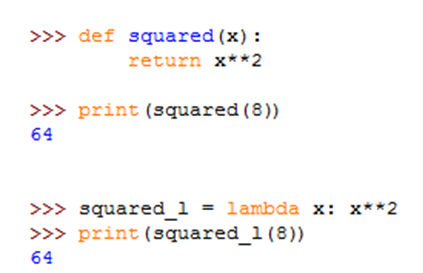 >>> def squared(x):
        return x**2
>>> print(squared(8))
64
>>> squared_l = lambda x: x**2
>>> print(squared_l(8))
64